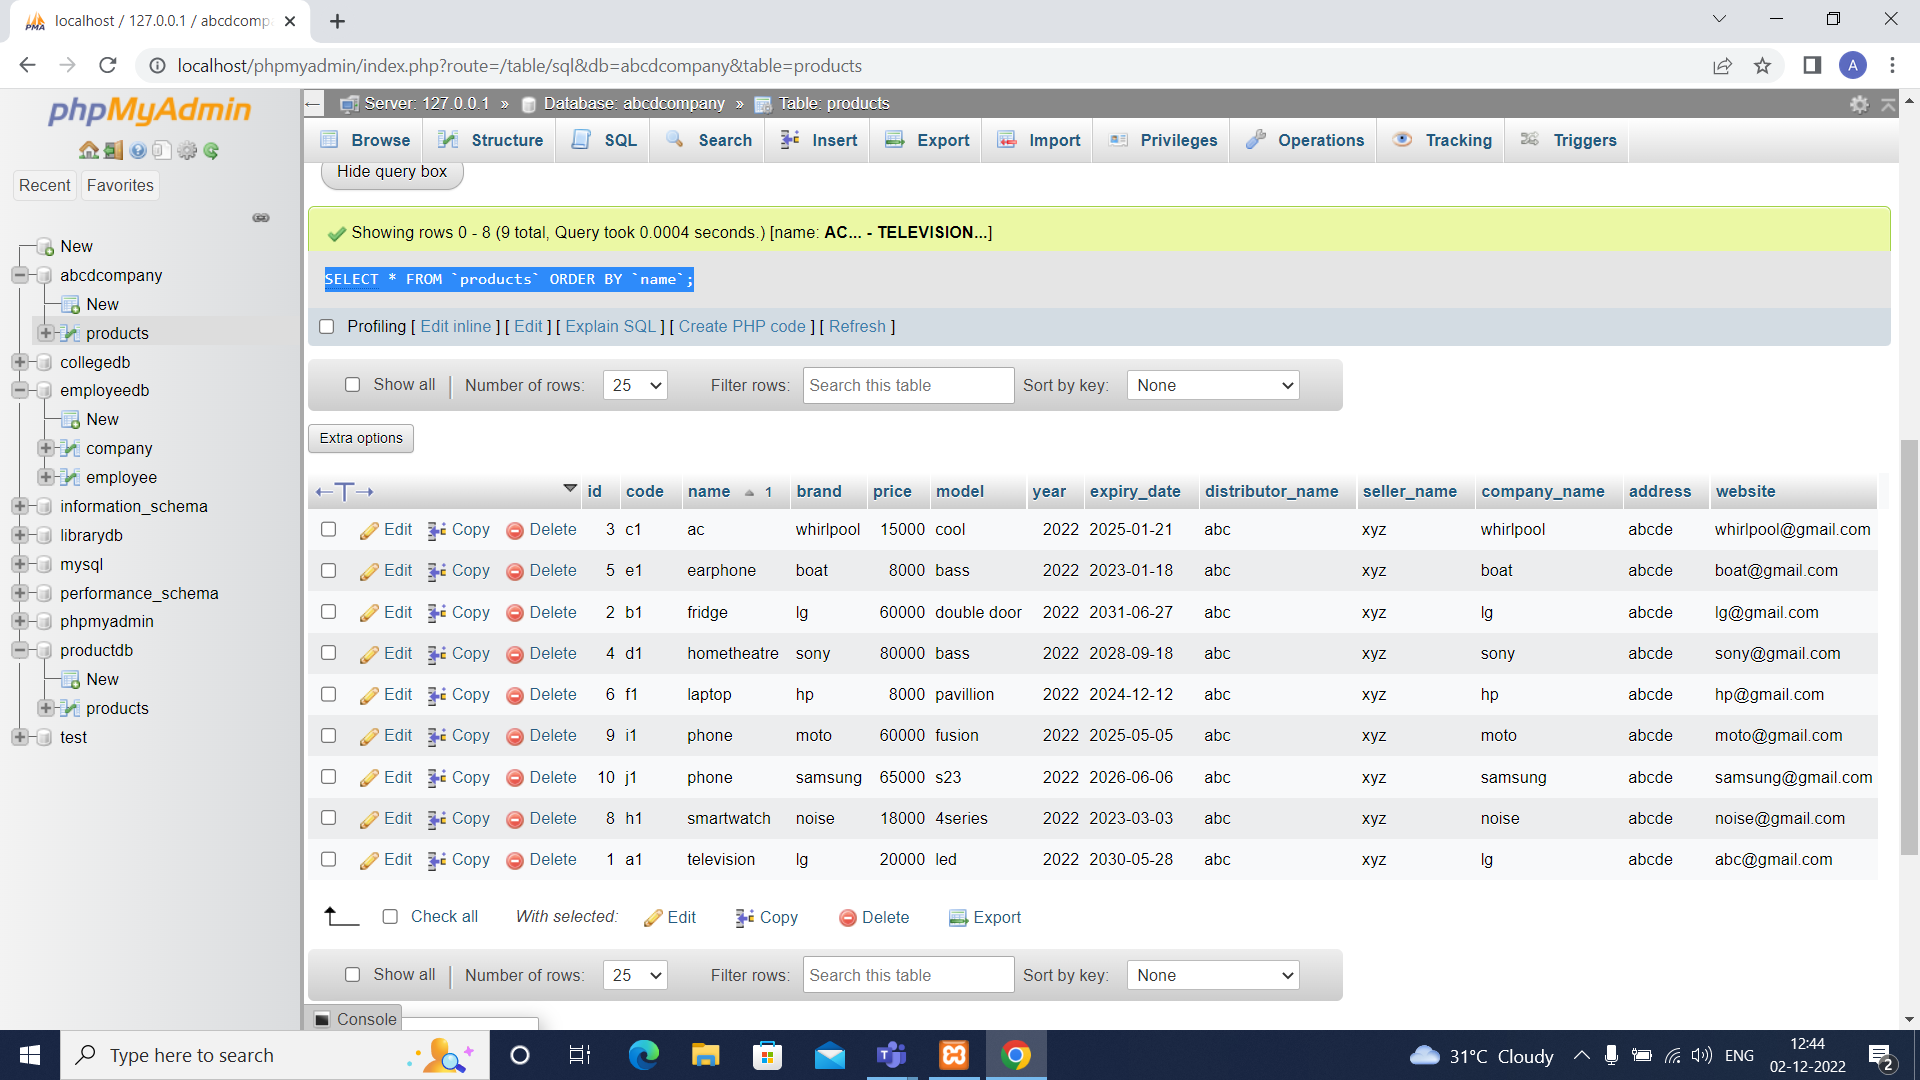 localhost / 127.0.0.1 / abcdcomp
localhost/phpmyadmin/index.php?route=/table/sql&db=abcdcompany&table=products
A
phpMyAdmin
Recent Favorites
New
abcdcompany
New
products
collegedb
employeedb
New
company
employee
information_schema
librarydb
mysql
performance_schema
phpmyadmin
productdb
New
products
test
Server: 127.0.0.1 » Database: abcdcompany » Table: products
Browse Structure SQL Search Insert Export Import Privileges Operations Tracking Triggers
Hide query box
Showing rows 0 - 8 (9 total, Query took 0.0004 seconds.) [name: AC... - TELEVISION...]
SELECT * FROM `products` ORDER BY `name`;
Profiling [ Edit inline ] [ Edit ] [ Explain SQL ] [ Create PHP code ] [ Refresh ]
Show all Number of rows: 25 Filter rows: Search this table Sort by key: None
Extra options
id code name 1 brand price model year expiry_date distributor_name seller_name company_name address website
Edit Copy Delete 3 c1 ac whirlpool 15000 cool 2022 2025-01-21 abc xyz whirlpool abcde whirlpool@gmail.com
Edit Copy Delete 5 e1 earphone boat 8000 bass 2022 2023-01-18 abc xyz boat abcde boat@gmail.com
Edit Copy Delete 2 b1 fridge lg 60000 double door 2022 2031-06-27 abc xyz lg abcde lg@gmail.com
Edit Copy Delete 4 d1 hometheatre sony 80000 bass 2022 2028-09-18 abc xyz sony abcde sony@gmail.com
Edit Copy Delete 6 f1 laptop hp 8000 pavillion 2022 2024-12-12 abc xyz hp abcde hp@gmail.com
Edit Copy Delete 9 i1 phone moto 60000 fusion 2022 2025-05-05 abc xyz moto abcde moto@gmail.com
Edit Copy Delete 10 j1 phone samsung 65000 s23 2022 2026-06-06 abc xyz samsung abcde samsung@gmail.com
Edit Copy Delete 8 h1 smartwatch noise 18000 4series 2022 2023-03-03 abc xyz noise abcde noise@gmail.com
Edit Copy Delete 1 a1 television lg 20000 led 2022 2030-05-28 abc xyz lg abcde abc@gmail.com
Check all With selected: Edit Copy Delete Export
Show all Number of rows: 25 Filter rows: Search this table Sort by key: None
Console
Type here to search
31°C Cloudy
ENG
12:44
02-12-2022
2